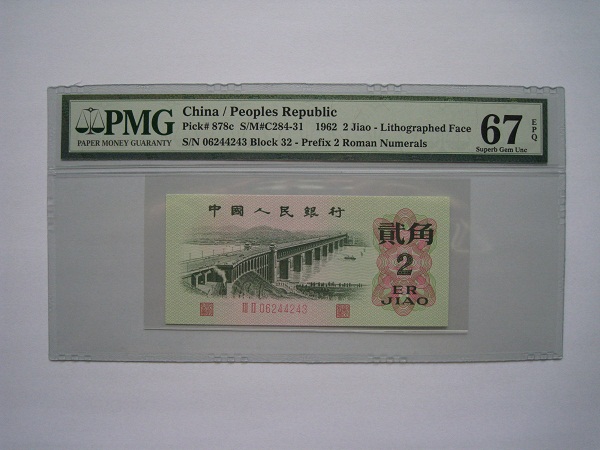 PMG
PAPER MONEY GUARANTY
China / Peoples Republic
Pick# 878c S/M#C284-31 1962 2 Jiao - Lithographed Face
S/N 06244243 Block 32 - Prefix 2 Roman Numerals
67 EPQ
Superb Gem Unc
中國人民銀行
貳角
2
ER
JIAO
III II 06244243